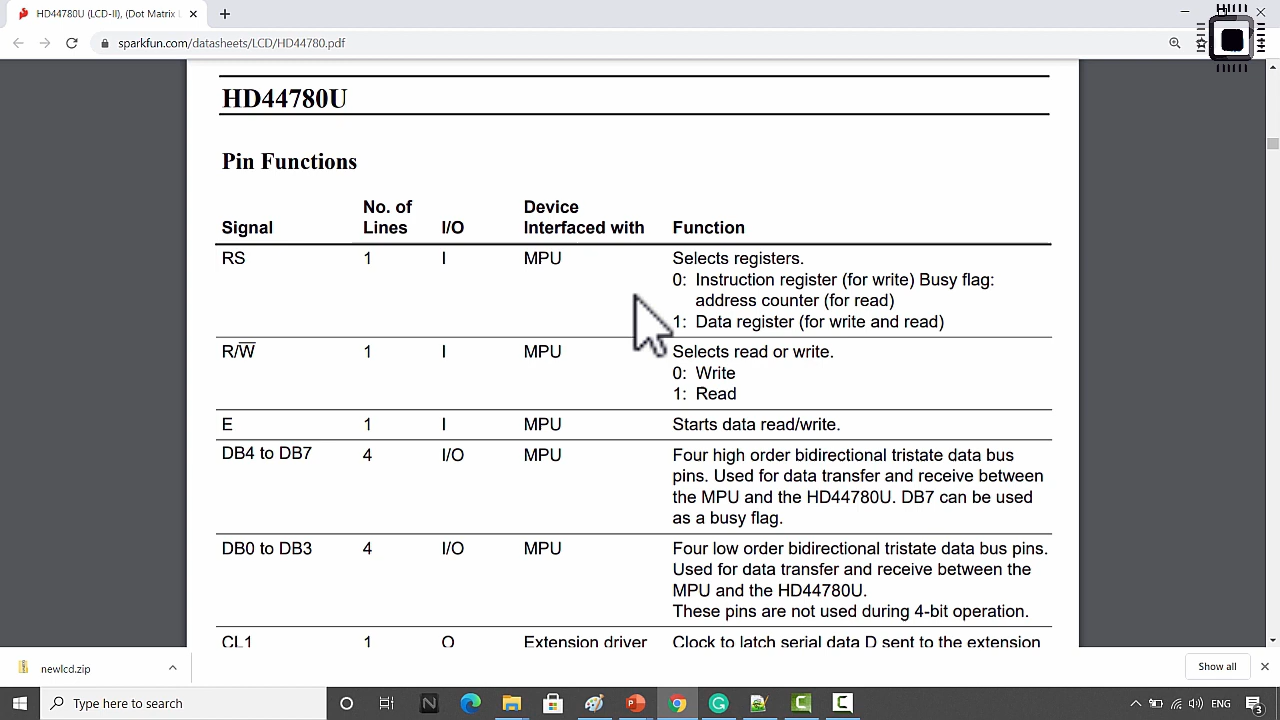 HD44780U (LCD-II), (Dot Matrix L
sparkfun.com/datasheets/LCD/HD44780.pdf
HD44780U
Pin Functions
Signal No. of Lines I/O Device Interfaced with Function
RS 1 I MPU Selects registers.
0: Instruction register (for write) Busy flag:
address counter (for read)
1: Data register (for write and read)
R/W̅ 1 I MPU Selects read or write.
0: Write
1: Read
E 1 I MPU Starts data read/write.
DB4 to DB7 4 I/O MPU Four high order bidirectional tristate data bus
pins. Used for data transfer and receive between
the MPU and the HD44780U. DB7 can be used
as a busy flag.
DB0 to DB3 4 I/O MPU Four low order bidirectional tristate data bus pins.
Used for data transfer and receive between the
MPU and the HD44780U.
These pins are not used during 4-bit operation.
CL1 1 O Extension driver Clock to latch serial data D sent to the extension
newlcd.zip
Show all
Type here to search
ENG
3